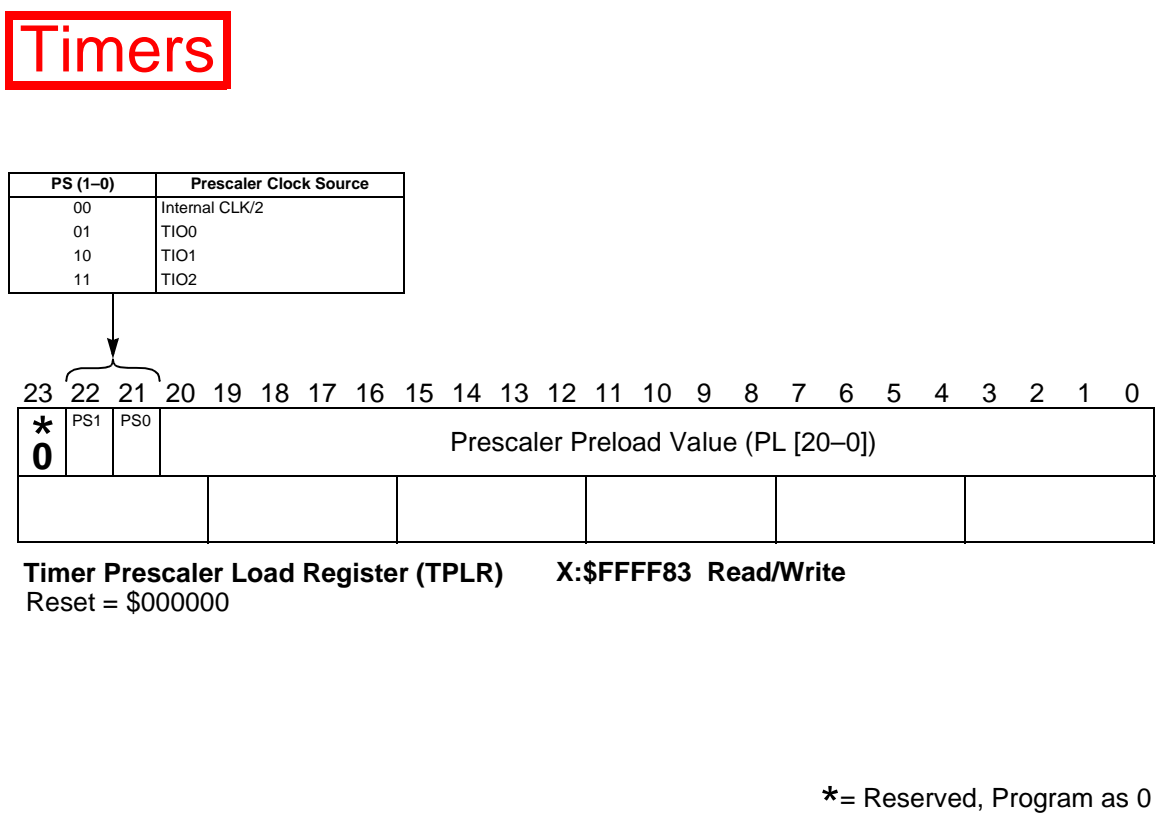 Timers
PS (1–0) Prescaler Clock Source
00 Internal CLK/2
01 TIO0
10 TIO1
11 TIO2
23 22 21 20 19 18 17 16 15 14 13 12 11 10 9 8 7 6 5 4 3 2 1 0
* PS1 PS0 Prescaler Preload Value (PL [20–0])
0
Timer Prescaler Load Register (TPLR) X:$FFFF83 Read/Write
Reset = $000000
*= Reserved, Program as 0